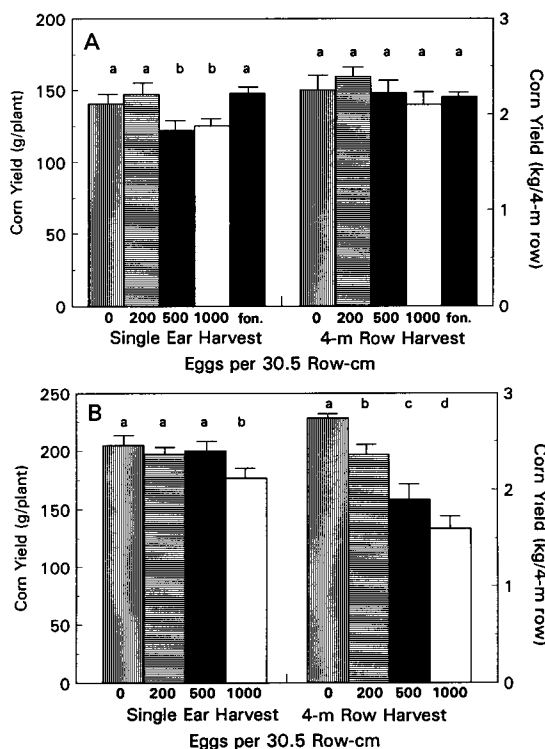 A
200
150
100
50
0
Corn Yield (g/plant)
a a b b a a a a a a
3
2
1
0
Corn Yield (kg/4-m row)
0 200 500 1000 fon. 0 200 500 1000 fon.
Single Ear Harvest 4-m Row Harvest
Eggs per 30.5 Row-cm
B
250
200
150
100
50
0
Corn Yield (g/plant)
a a a b a b c d
3
2
1
0
Corn Yield (kg/4-m row)
0 200 500 1000 0 200 500 1000
Single Ear Harvest 4-m Row Harvest
Eggs per 30.5 Row-cm